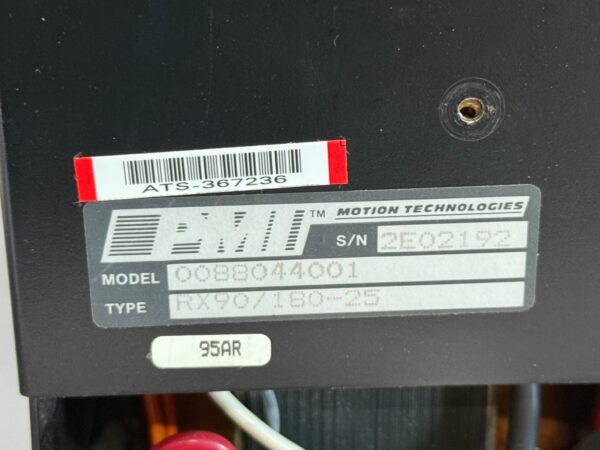 ATS-367236
PMI™ MOTION TECHNOLOGIES
S/N 2E02192
MODEL 0088044001
TYPE RX90/180-25
95AR